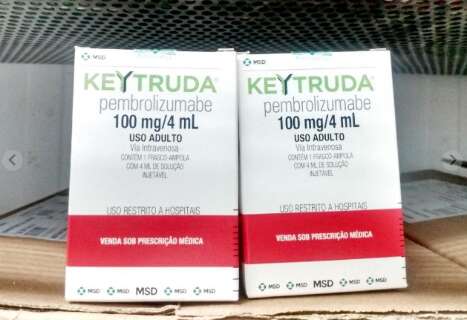 MSD
KEYTRUDA®
pembrolizumabe
100 mg/4 mL
USO ADULTO
Via Intravenosa
CONTÉM 1 FRASCO-AMPOLA
COM 4 ML DE SOLUÇÃO
INJETÁVEL
USO RESTRITO A HOSPITAIS
VENDA SOB PRESCRIÇÃO MÉDICA
MSD MSD MSD MSD MSD
MSD
KEYTRUDA®
pembrolizumabe
100 mg/4 mL
USO ADULTO
Via Intravenosa
CONTÉM 1 FRASCO-AMPOLA
COM 4 ML DE SOLUÇÃO
INJETÁVEL
USO RESTRITO A HOSPITAIS
VENDA SOB PRESCRIÇÃO MÉDICA
MSD MSD MSD MSD MSD